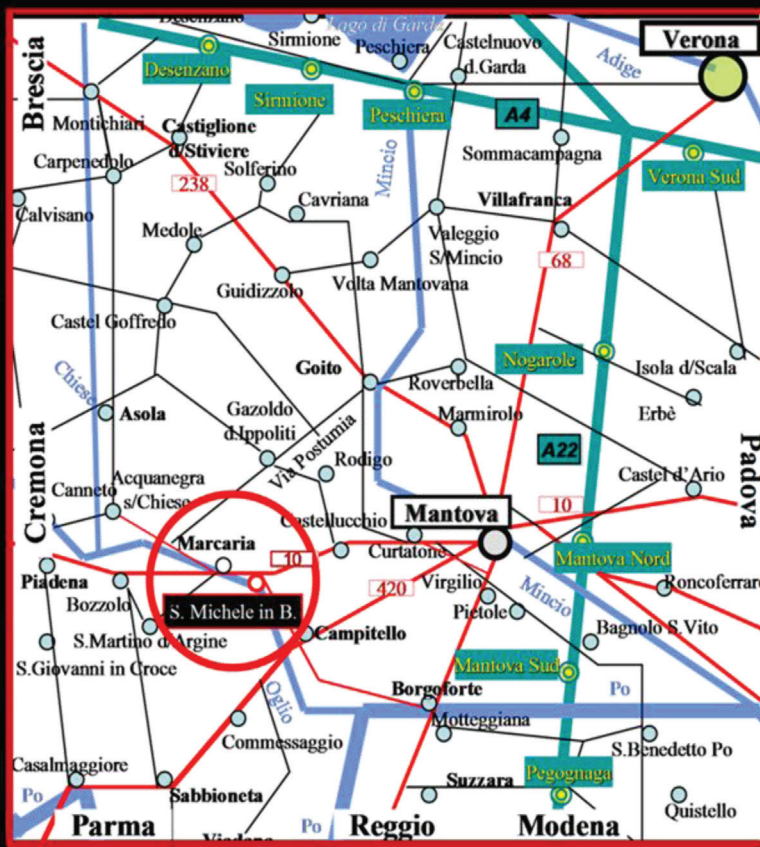 Desenzano
Lago di Garda
Sirmione
Peschiera
Castelnuovo
d.Garda
Adige
Verona
Brescia
Desenzano
Sirmione
Peschiera
A4
Montichiari
Castiglione
d/Stiviere
Sommacampagna
Verona Sud
Carpenedolo
238
Solferino
Mincio
Calvisano
Cavriana
Villafranca
Medole
Valeggio
S/Mincio
68
Guidizzolo
Volta Mantovana
Castel Goffredo
Nogarole
Isola d/Scala
Goito
Roverbella
Chiese
Erbè
Asola
Gazoldo
d.Ippoliti
Marmirolo
Via Postumia
A22
Padova
Cremona
Rodigo
Castel d'Ario
Canneto
Acquanegra
s/Chiese
10
Mantova
Castellucchio
Marcaria
10
Curtatone
Mantova Nord
Piadena
420
Virgilio
Mincio
Roncoferraro
Bozzolo
S. Michele in B.
Pietole
S.Martino d'Argine
Campitello
Bagnolo S.Vito
S.Giovanni in Croce
Mantova Sud
Oglio
Borgoforte
Po
Commessaggio
Motteggiana
S.Benedetto Po
Casalmaggiore
Pegognaga
Po
Sabbioneta
Suzzara
Quistello
Parma
Viadana
Po
Reggio
Modena